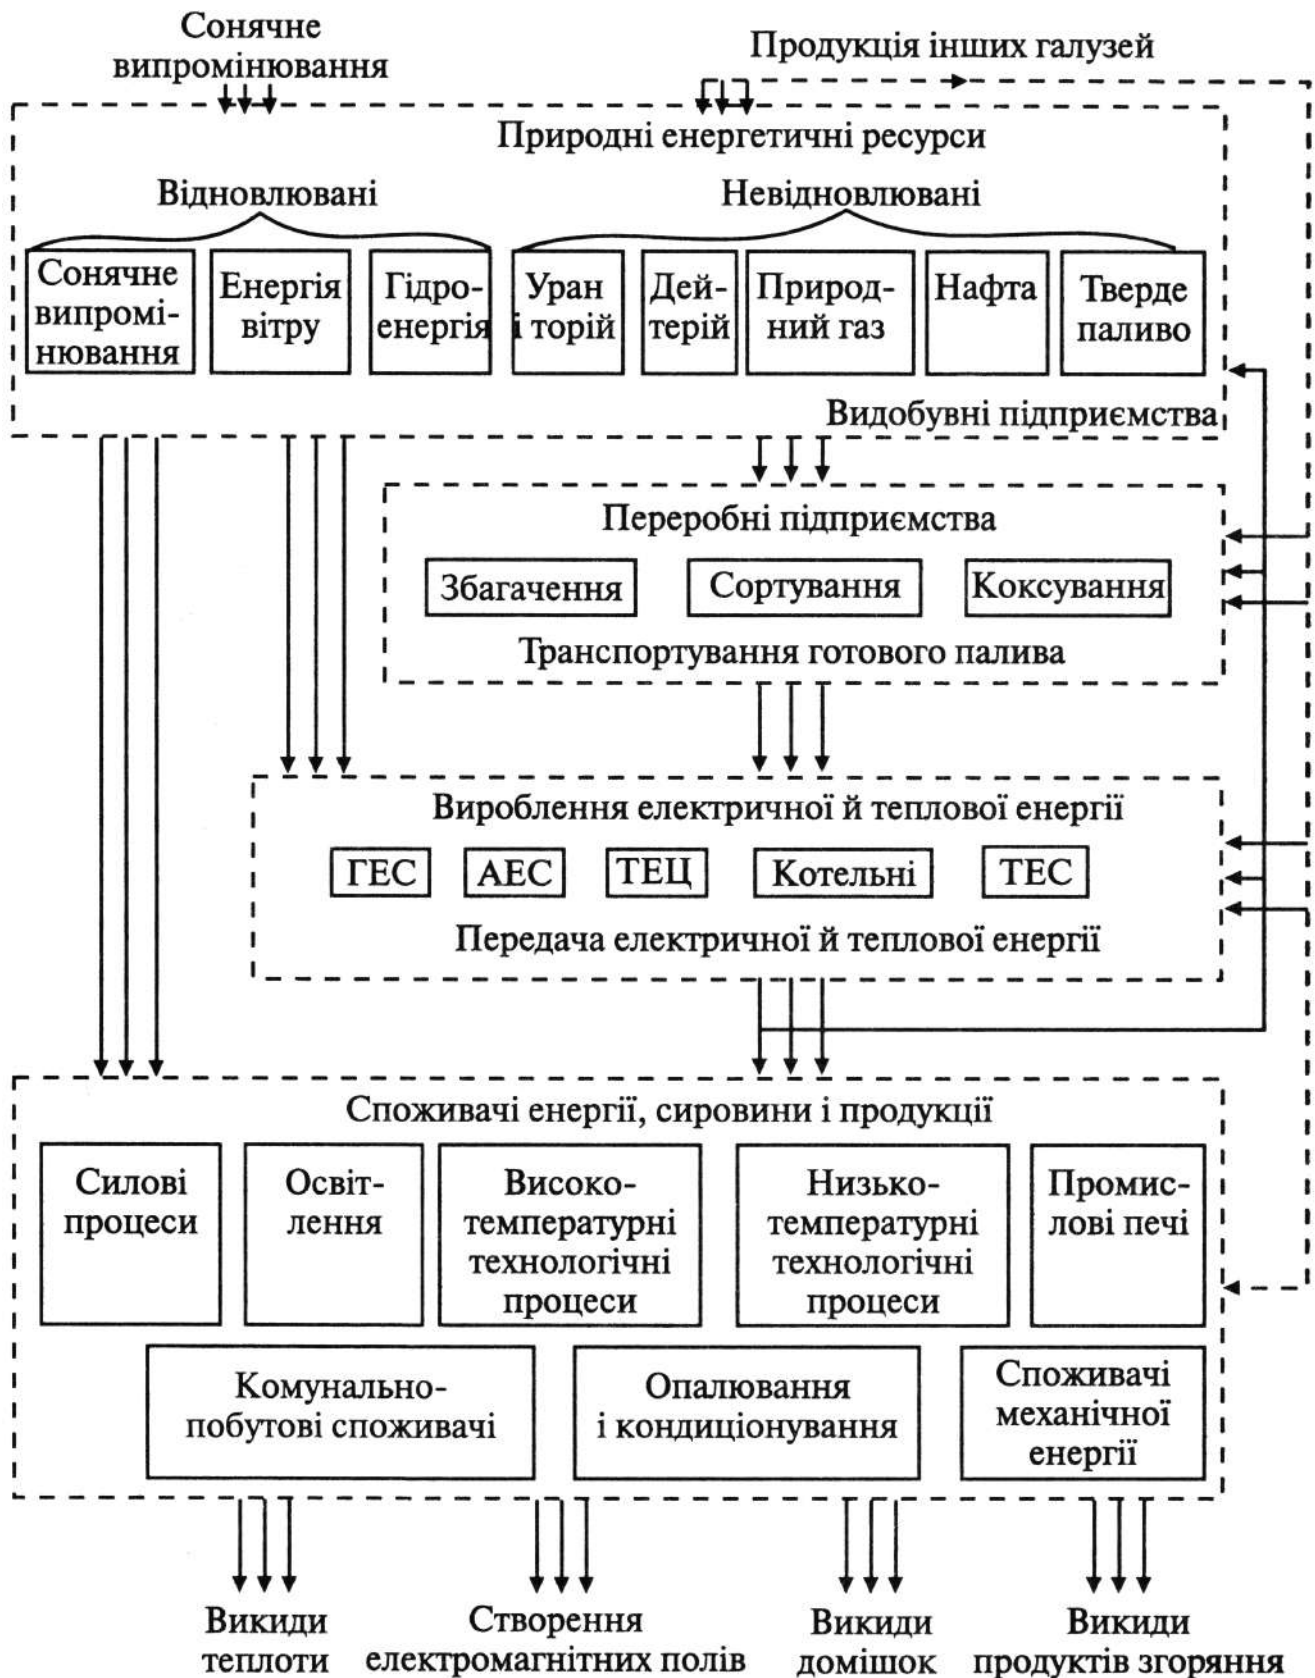 Сонячне
випромінювання
Продукція інших галузей
Природні енергетичні ресурси
Відновлювані
Невідновлювані
Сонячне
випромі-
нювання
Енергія
вітру
Гідро-
енергія
Уран
і торій
Дей-
терій
Природ-
ний газ
Нафта
Тверде
паливо
Видобувні підприємства
Переробні підприємства
Збагачення
Сортування
Коксування
Транспортування готового палива
Вироблення електричної й теплової енергії
ГЕС
АЕС
ТЕЦ
Котельні
ТЕС
Передача електричної й теплової енергії
Споживачі енергії, сировини і продукції
Силові
процеси
Освіт-
лення
Високо-
температурні
технологічні
процеси
Низько-
температурні
технологічні
процеси
Промис-
лові печі
Комунально-
побутові споживачі
Опалювання
і кондиціонування
Споживачі
механічної
енергії
Викиди
теплоти
Створення
електромагнітних полів
Викиди
домішок
Викиди
продуктів згоряння